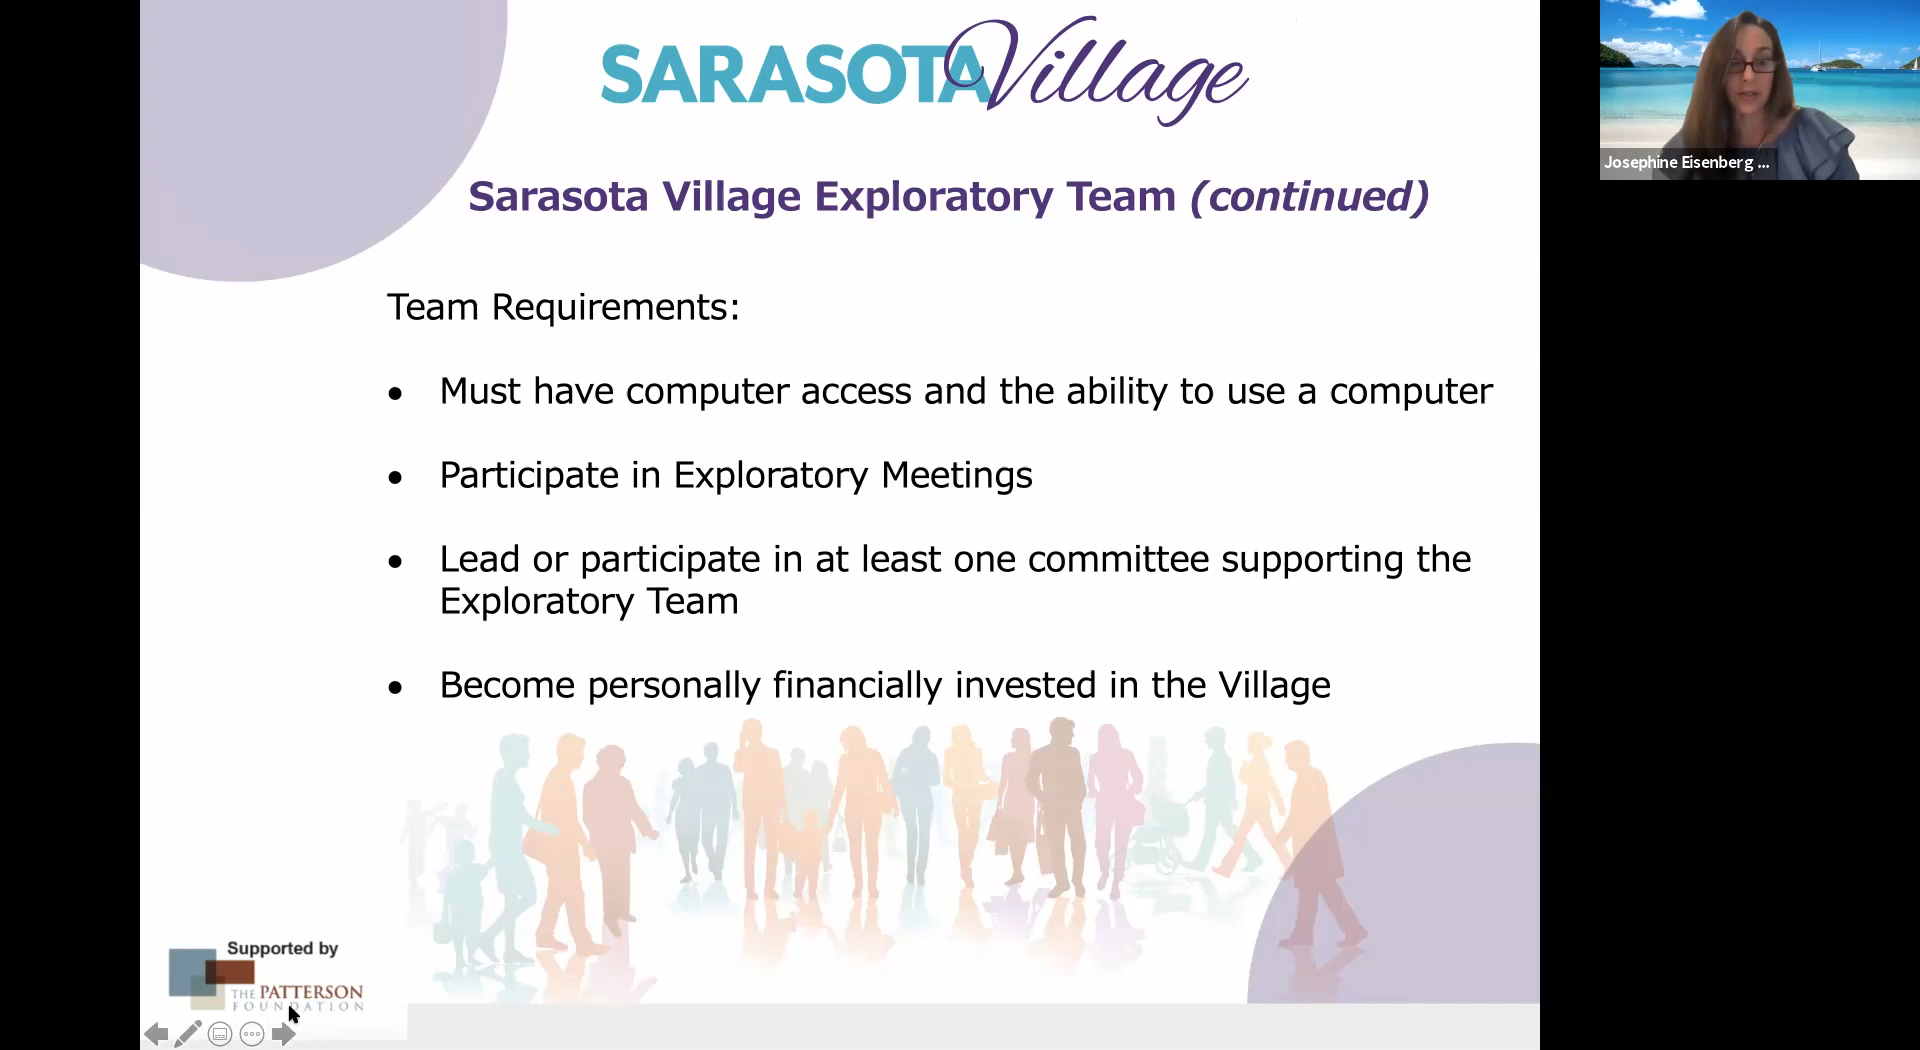 SARASOTA Village
Josephine Eisenberg ...
Sarasota Village Exploratory Team (continued)
Team Requirements:
• Must have computer access and the ability to use a computer
• Participate in Exploratory Meetings
• Lead or participate in at least one committee supporting the
Exploratory Team
• Become personally financially invested in the Village
Supported by
THE PATTERSON
FOUNDATION